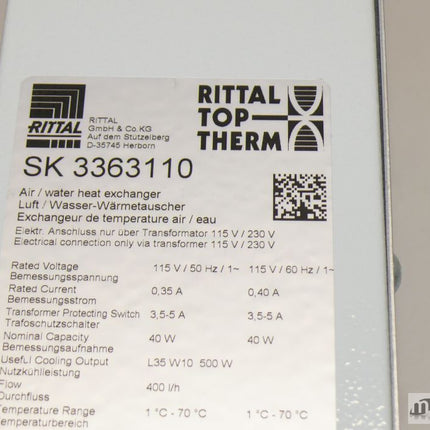 RITTAL
RITTAL
GmbH & Co.KG
Auf dem Stützelberg
D-35745 Herborn
RITTAL
TOP
THERM
SK 3363110
Air / water heat exchanger
Luft / Wasser-Wärmetauscher
Exchangeur de temperature air / eau
Elektr. Anschluss nur über Transformator 115 V / 230 V
Electrical connection only via transformer 115 V / 230 V
Rated Voltage 115 V / 50 Hz / 1~ 115 V / 60 Hz / 1~
Bemessungsspannung
Rated Current 0,35 A 0,40 A
Bemessungsstrom
Transformer Protecting Switch 3,5-5 A 3,5-5 A
Trafoschutzschalter
Nominal Capacity 40 W 40 W
Bemessungsaufnahme
Useful Cooling Output L35 W10 500 W
Nutzkühlleistung
Flow 400 l/h
Durchfluss
Temperature Range 1 °C - 70 °C 1 °C - 70 °C
Temperaturbereich